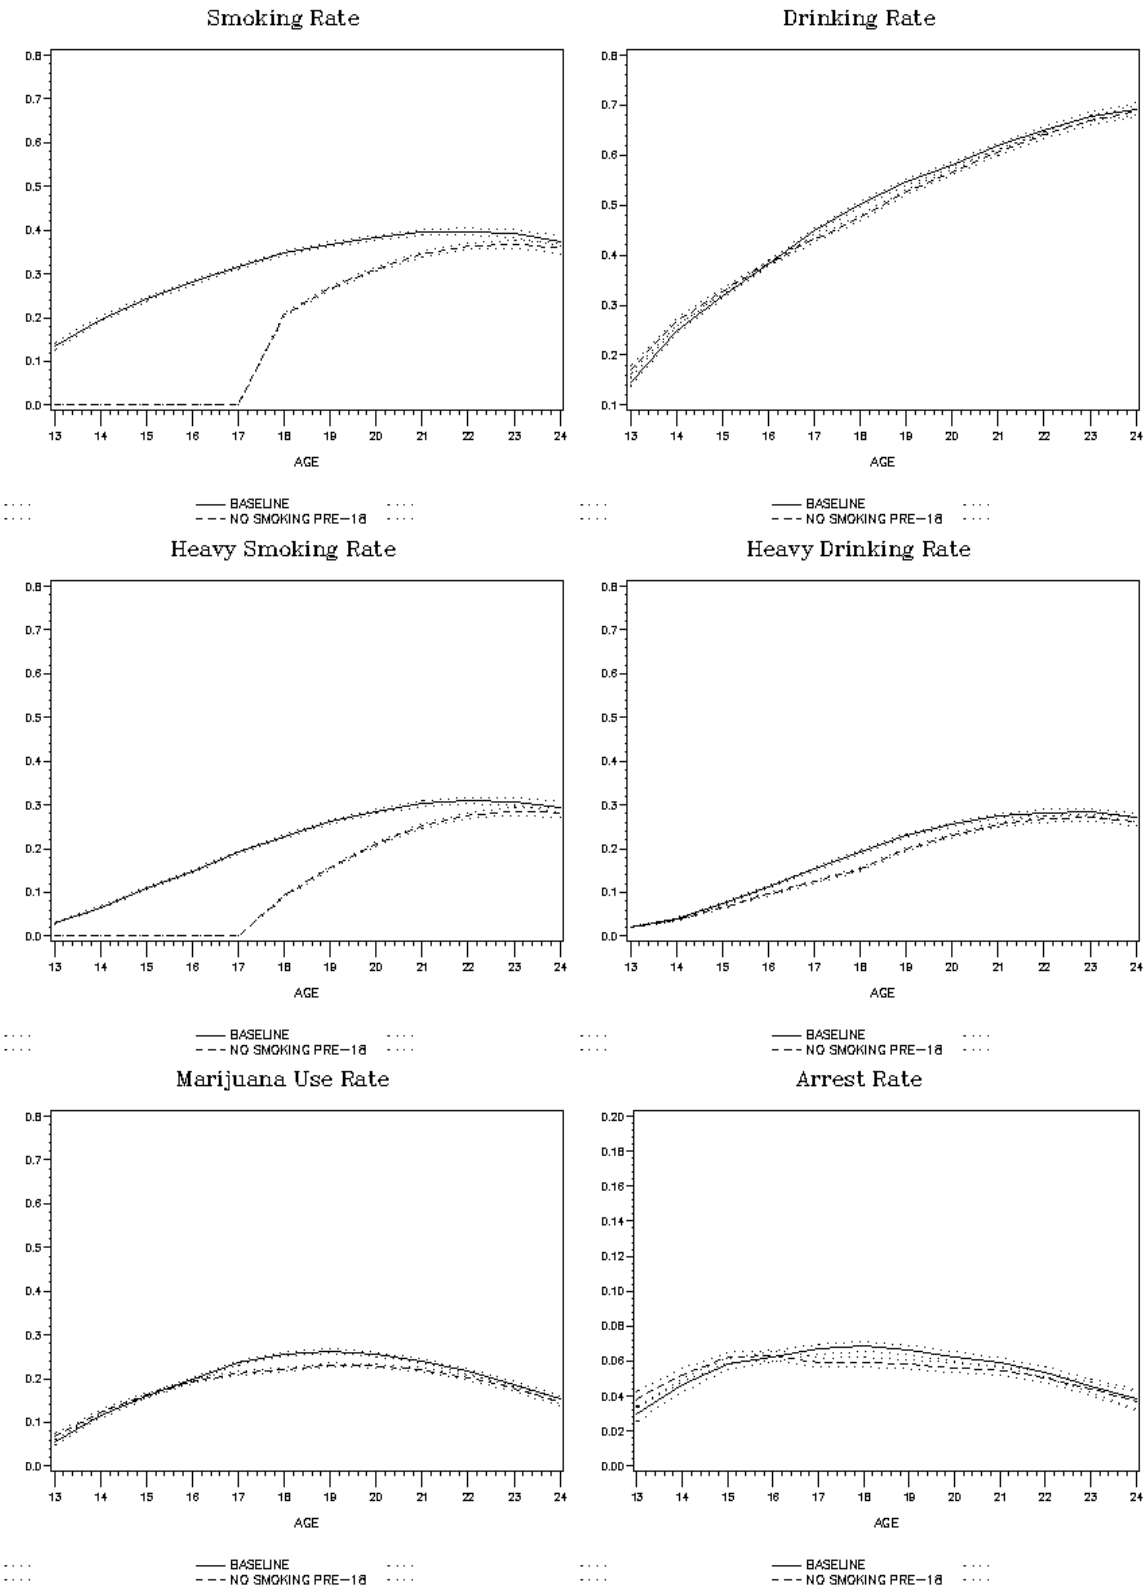 Smoking Rate
0.8
0.7
0.6
0.5
0.4
0.3
0.2
0.1
0.0
13 14 15 16 17 18 19 20 21 22 23 24
AGE
BASELINE
NO SMOKING PRE-18
Drinking Rate
0.8
0.7
0.6
0.5
0.4
0.3
0.2
0.1
13 14 15 16 17 18 19 20 21 22 23 24
AGE
BASELINE
NO SMOKING PRE-18
Heavy Smoking Rate
0.8
0.7
0.6
0.5
0.4
0.3
0.2
0.1
0.0
13 14 15 16 17 18 19 20 21 22 23 24
AGE
BASELINE
NO SMOKING PRE-18
Heavy Drinking Rate
0.8
0.7
0.6
0.5
0.4
0.3
0.2
0.1
0.0
13 14 15 16 17 18 19 20 21 22 23 24
AGE
BASELINE
NO SMOKING PRE-18
Marijuana Use Rate
0.8
0.7
0.6
0.5
0.4
0.3
0.2
0.1
0.0
13 14 15 16 17 18 19 20 21 22 23 24
AGE
BASELINE
NO SMOKING PRE-18
Arrest Rate
0.20
0.18
0.16
0.14
0.12
0.10
0.08
0.06
0.04
0.02
0.00
13 14 15 16 17 18 19 20 21 22 23 24
AGE
BASELINE
NO SMOKING PRE-18